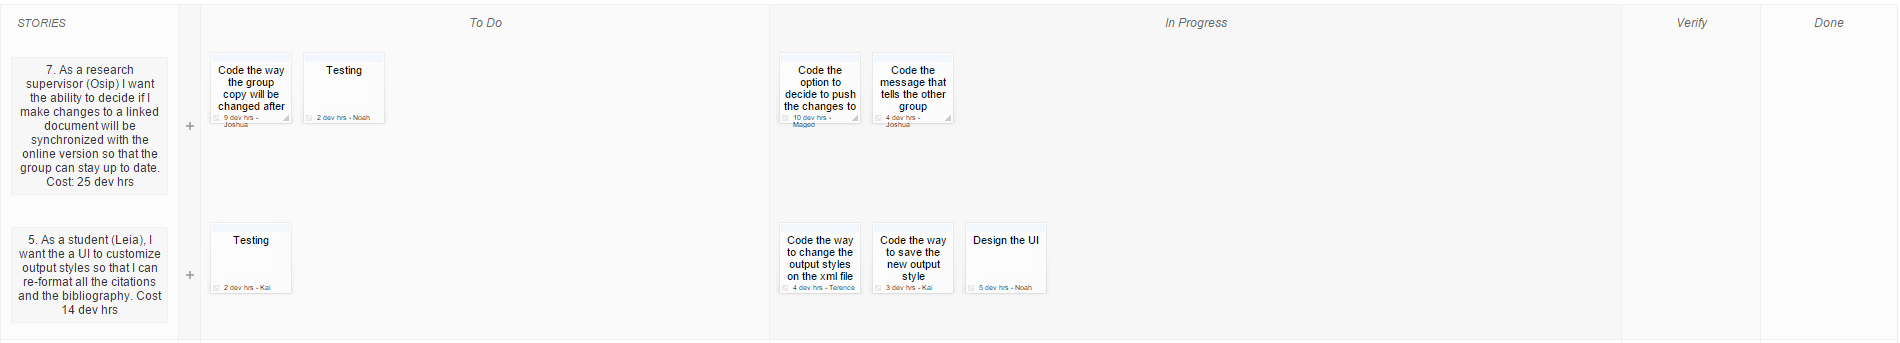 STORIES
To Do
In Progress
Verify
Done
7. As a research
supervisor (Osip) I want
the ability to decide if I
make changes to a linked
document will be
synchronized with the
online version so that the
group can stay up to date.
Cost: 25 dev hrs
+
Code the way
the group
copy will be
changed after
9 dev hrs -
Joshua
Testing
2 dev hrs - Noah
Code the
option to
decide to push
the changes to
10 dev hrs -
Maged
Code the
message that
tells the other
group
4 dev hrs -
Joshua
5. As a student (Leia), I
want the a UI to customize
output styles so that I can
re-format all the citations
and the bibliography. Cost
14 dev hrs
+
Testing
2 dev hrs - Kai
Code the way
to change the
output styles
on the xml file
4 dev hrs - Terence
Code the way
to save the
new output
style
3 dev hrs - Kai
Design the UI
5 dev hrs - Noah